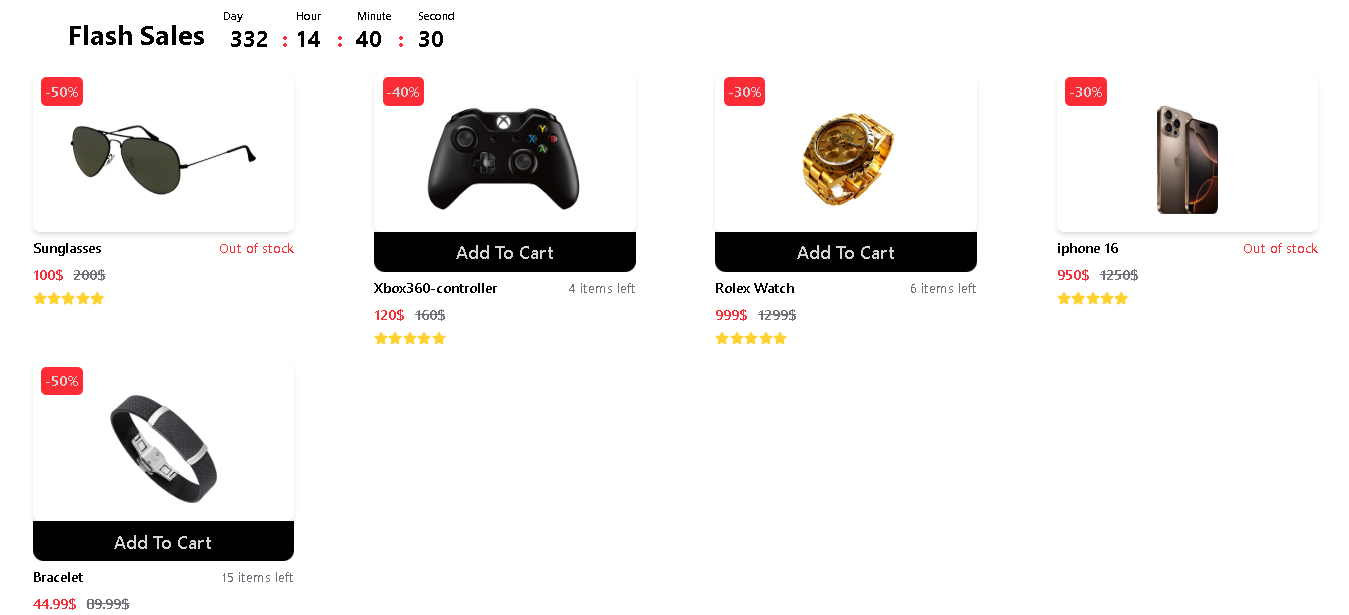 Day Hour Minute Second
Flash Sales 332 : 14 : 40 : 30
-50%
Sunglasses Out of stock
100$ 200$
-40%
Add To Cart
Xbox360-controller 4 items left
120$ 160$
-30%
Add To Cart
Rolex Watch 6 items left
999$ 1299$
-30%
iphone 16 Out of stock
950$ 1250$
-50%
Add To Cart
Bracelet 15 items left
44.99$ 89.99$